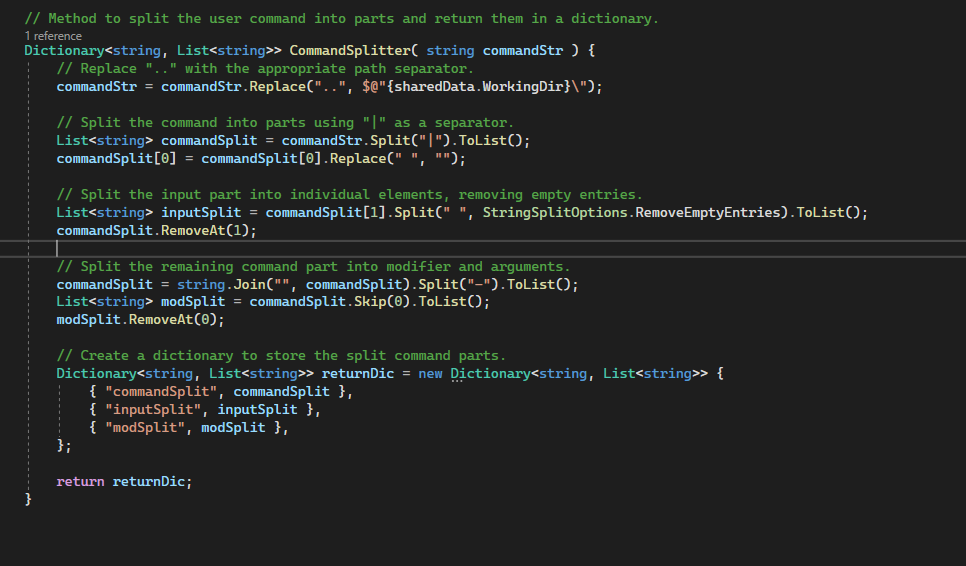 // Method to split the user command into parts and return them in a dictionary.
1 reference
Dictionary<string, List<string>> CommandSplitter( string commandStr ) {
// Replace ".." with the appropriate path separator.
commandStr = commandStr.Replace("..", $@"{sharedData.WorkingDir}\");
// Split the command into parts using "|" as a separator.
List<string> commandSplit = commandStr.Split("|").ToList();
commandSplit[0] = commandSplit[0].Replace(" ", "");
// Split the input part into individual elements, removing empty entries.
List<string> inputSplit = commandSplit[1].Split(" ", StringSplitOptions.RemoveEmptyEntries).ToList();
commandSplit.RemoveAt(1);
// Split the remaining command part into modifier and arguments.
commandSplit = string.Join("", commandSplit).Split("-").ToList();
List<string> modSplit = commandSplit.Skip(0).ToList();
modSplit.RemoveAt(0);
// Create a dictionary to store the split command parts.
Dictionary<string, List<string>> returnDic = new Dictionary<string, List<string>> {
{ "commandSplit", commandSplit },
{ "inputSplit", inputSplit },
{ "modSplit", modSplit },
};
return returnDic;
}